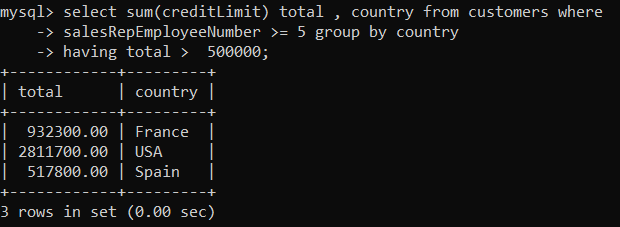 mysql> select sum(creditLimit) total , country from customers where
    -> salesRepEmployeeNumber >= 5 group by country
    -> having total >  500000;
+------------+---------+
| total      | country |
+------------+---------+
|  932300.00 | France  |
| 2811700.00 | USA     |
|  517800.00 | Spain   |
+------------+---------+
3 rows in set (0.00 sec)